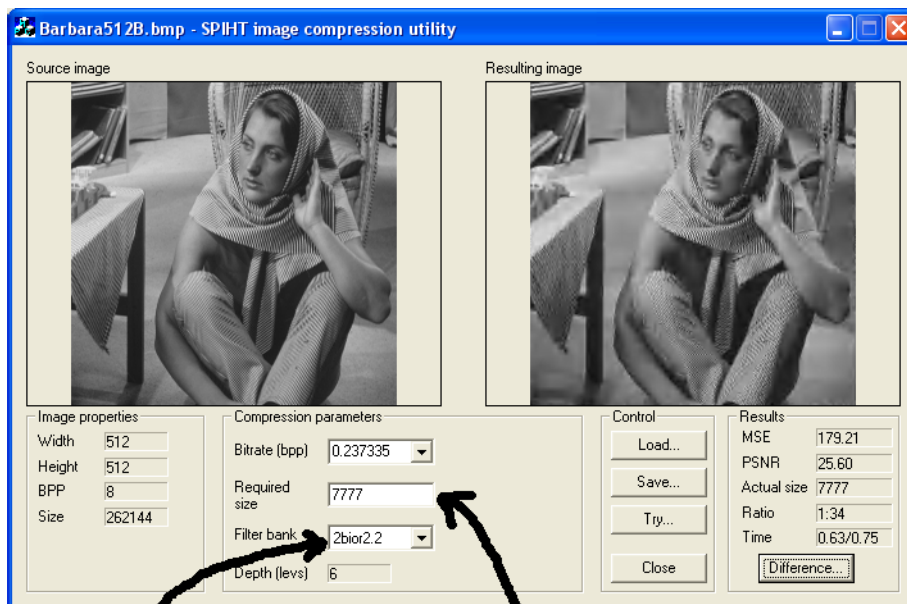 Barbara512B.bmp - SPIHT image compression utility
Source image
Resulting image
Image properties
Width 512
Height 512
BPP 8
Size 262144
Compression parameters
Bitrate (bpp) 0.237335
Required size 7777
Filter bank 2bior2.2
Depth (levs) 6
Control
Load...
Save...
Try...
Close
Results
MSE 179.21
PSNR 25.60
Actual size 7777
Ratio 1:34
Time 0.63/0.75
Difference...